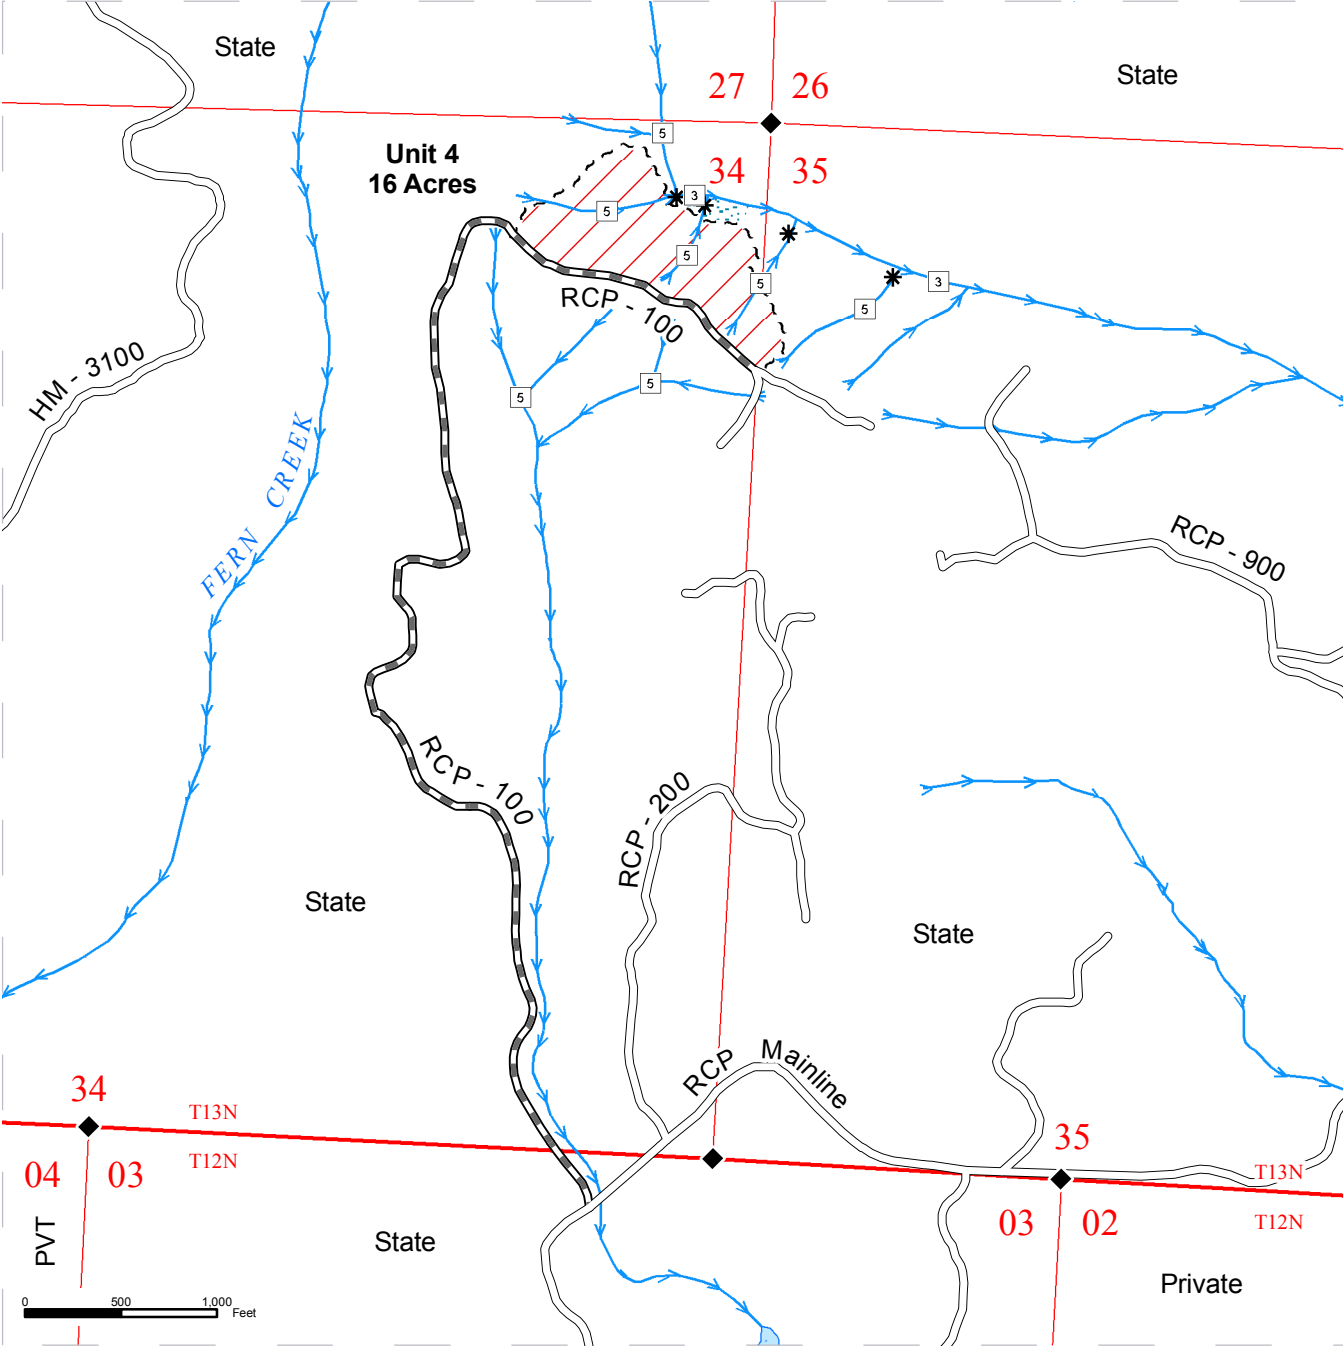 State
State
27
26
5
Unit 4
16 Acres
34
35
3
5
5
5
3
5
RCP - 100
HM - 3100
5
5
FERN CREEK
RCP - 900
RCP - 100
RCP - 200
State
State
RCP Mainline
34
T13N
35
T12N
04
03
T13N
03
02
T12N
PVT
State
Private
0 500 1,000 Feet